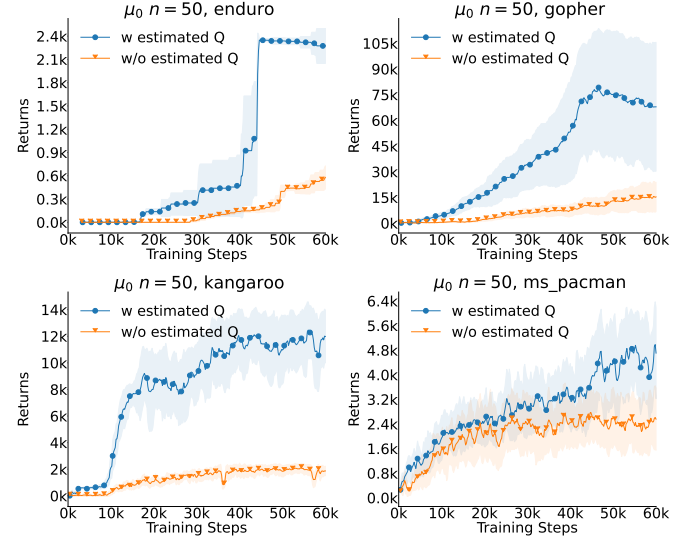 μ₀ n = 50, enduro
w estimated Q
w/o estimated Q
Returns
2.4k
2.1k
1.8k
1.5k
1.2k
0.9k
0.6k
0.3k
0.0k
0k 10k 20k 30k 40k 50k 60k
Training Steps
μ₀ n = 50, gopher
w estimated Q
w/o estimated Q
Returns
105k
90k
75k
60k
45k
30k
15k
0k
0k 10k 20k 30k 40k 50k 60k
Training Steps
μ₀ n = 50, kangaroo
w estimated Q
w/o estimated Q
Returns
14k
12k
10k
8k
6k
4k
2k
0k
0k 10k 20k 30k 40k 50k 60k
Training Steps
μ₀ n = 50, ms_pacman
w estimated Q
w/o estimated Q
Returns
6.4k
5.6k
4.8k
4.0k
3.2k
2.4k
1.6k
0.8k
0.0k
0k 10k 20k 30k 40k 50k 60k
Training Steps